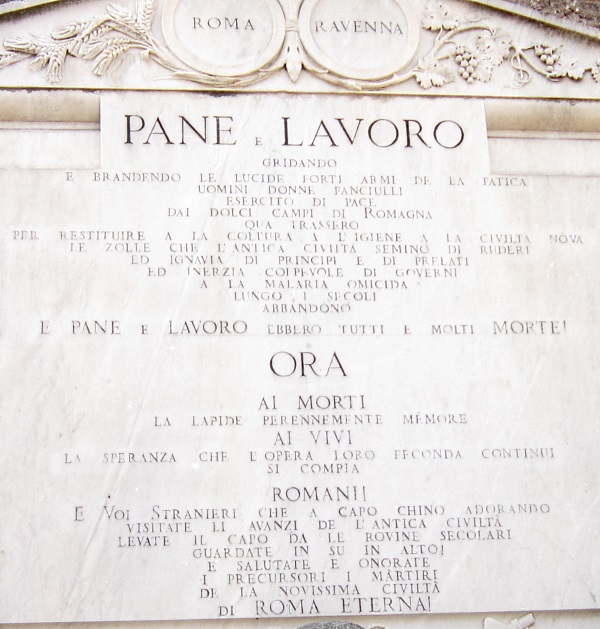 ROMA RAVENNA
PANE E LAVORO
GRIDANDO
E BRANDENDO LE LUCIDE FORTI ARMI DE LA FATICA
UOMINI DONNE FANCIULLI
ESERCITO DI PACE
DAI DOLCI CAMPI DI ROMAGNA
QUA TRASSERO
PER RESTITUIRE A LA COLTURA A L'IGIENE A LA CIVILTÀ NOVA
LE ZOLLE CHE L'ANTICA CIVILTÀ SEMINÒ DI RUDERI
ED IGNAVIA DI PRINCIPI E DI PRELATI
ED INERZIA COLPEVOLE DI GOVERNI
A LA MALARIA OMICIDA
LUNGO I SECOLI
ABBANDONÒ
E PANE E LAVORO EBBERO TUTTI E MOLTI MORTE!
ORA
AI MORTI
LA LAPIDE PERENNEMENTE MEMORE
AI VIVI
LA SPERANZA CHE L'OPERA LORO FECONDA CONTINUI
SI COMPIA
ROMANI!
E VOI STRANIERI CHE A CAPO CHINO ADORANDO
VISITATE LI AVANZI DE L'ANTICA CIVILTÀ
LEVATE IL CAPO DA LE ROVINE SECOLARI
GUARDATE IN SU IN ALTO!
E SALUTATE E ONORATE
I PRECURSORI I MÀRTIRI
DE LA NOVISSIMA CIVILTÀ
DI ROMA ETERNA!